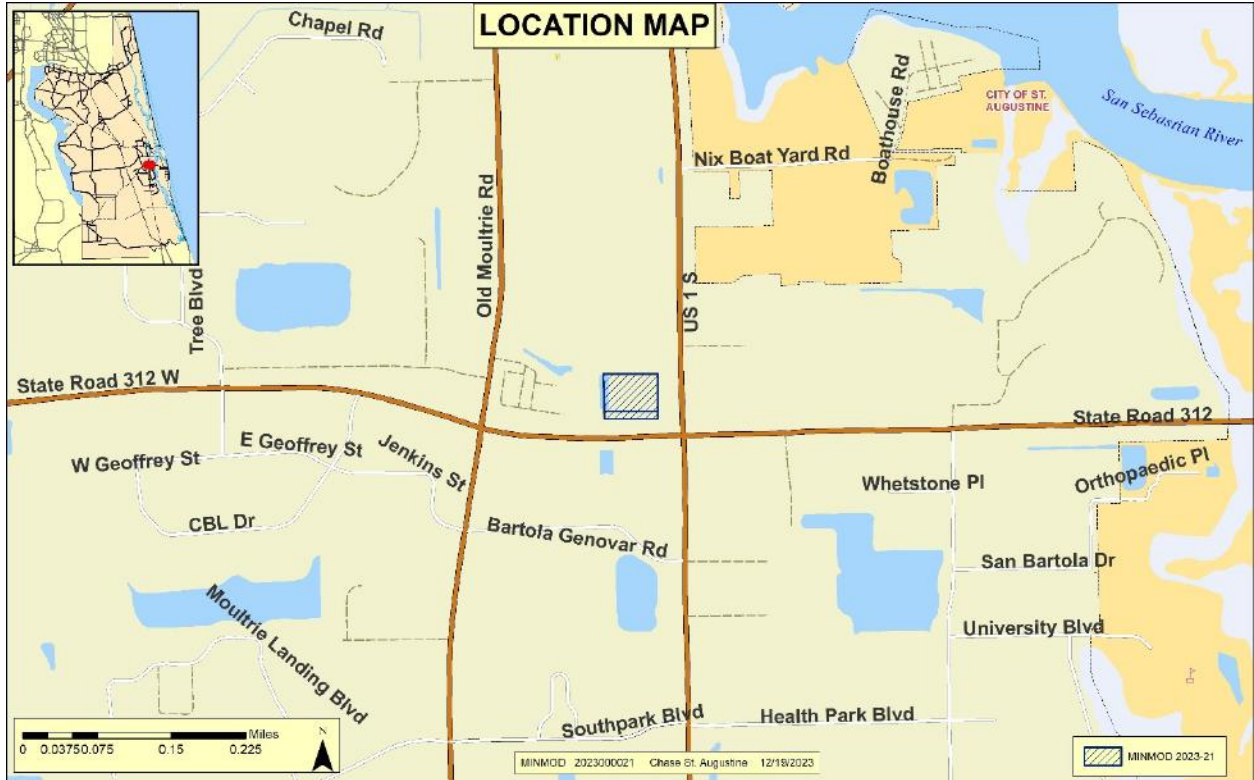 LOCATION MAP
Chapel Rd
Boathouse Rd
CITY OF ST.
AUGUSTINE
San Sebastian River
Nix Boat Yard Rd
Old Moultrie Rd
US 1 S
Tree Blvd
State Road 312 W
State Road 312
E Geoffrey St
W Geoffrey St
Jenkins St
CBL Dr
Whetstone Pl
Orthopaedic Pl
Bartola Genovar Rd
San Bartola Dr
Moultrie Landing Blvd
University Blvd
Southpark Blvd
Health Park Blvd
Miles
0 0.0375 0.075 0.15 0.225
N
MINMOD 2023000021 Chase St. Augustine 12/19/2023
MINMOD 2023-21